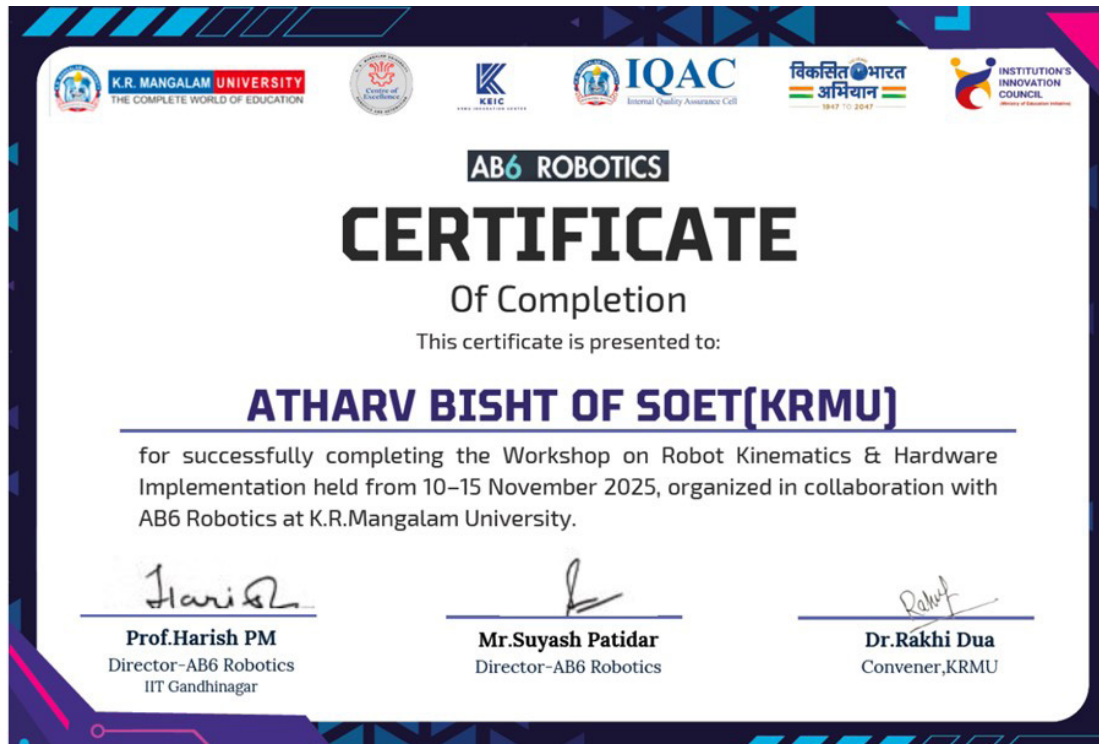 K.R. MANGALAM UNIVERSITY
THE COMPLETE WORLD OF EDUCATION
Centre of
Excellence
KEIC
KRMU INNOVATION CENTER
IQAC
Internal Quality Assurance Cell
विकसित भारत
अभियान
1947 TO 2047
INSTITUTION'S
INNOVATION
COUNCIL
(Ministry of Education Initiative)
AB6 ROBOTICS
CERTIFICATE
Of Completion
This certificate is presented to:
ATHARV BISHT OF SOET(KRMU)
for successfully completing the Workshop on Robot Kinematics & Hardware
Implementation held from 10–15 November 2025, organized in collaboration with
AB6 Robotics at K.R.Mangalam University.
Harish
Prof.Harish PM
Director-AB6 Robotics
IIT Gandhinagar
Mr.Suyash Patidar
Director-AB6 Robotics
Dr.Rakhi Dua
Convener,KRMU